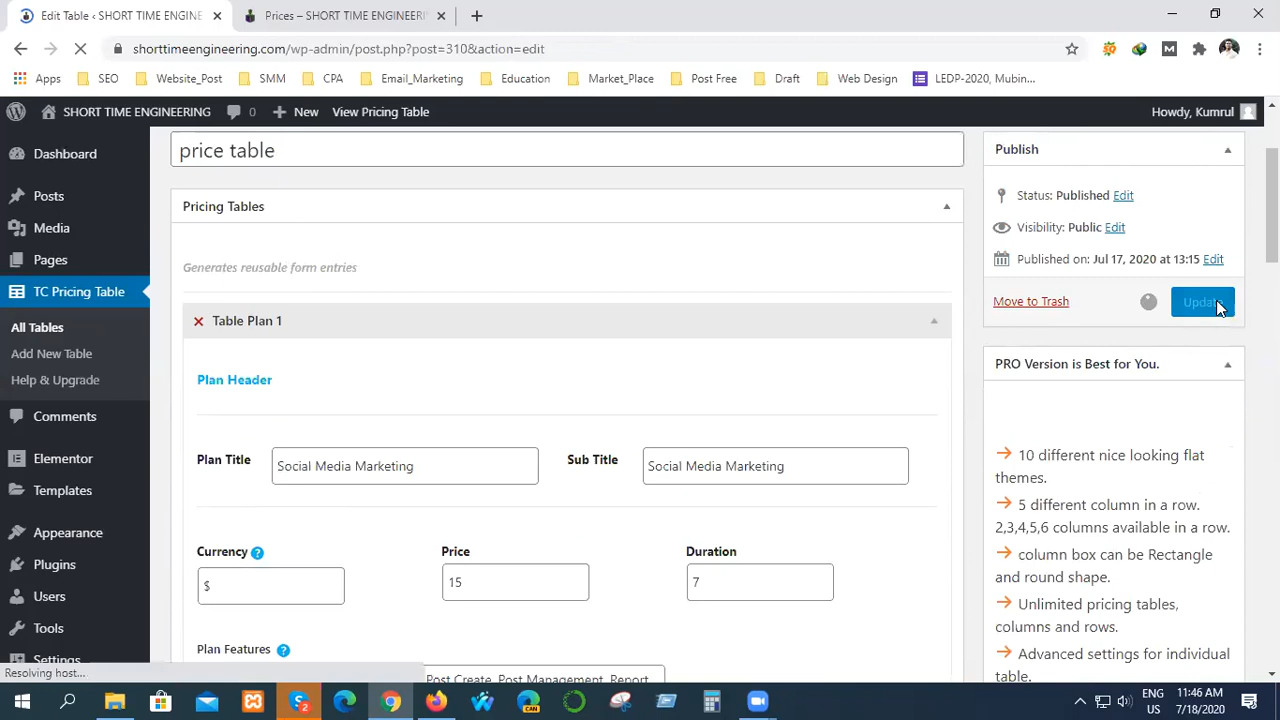 Edit Table ‹ SHORT TIME ENGINE
Prices – SHORT TIME ENGINEERI
shorttimeengineering.com/wp-admin/post.php?post=310&action=edit
Apps SEO Website_Post SMM CPA Email_Marketing Education Market_Place Post Free Draft Web Design LEDP-2020, Mubin...
SHORT TIME ENGINEERING 0 New View Pricing Table Howdy, Kumrul
Dashboard
Posts
Media
Pages
TC Pricing Table
All Tables
Add New Table
Help & Upgrade
Comments
Elementor
Templates
Appearance
Plugins
Users
Tools
Settings
price table
Pricing Tables
Generates reusable form entries
Table Plan 1
Plan Header
Plan Title Social Media Marketing Sub Title Social Media Marketing
Currency ? Price Duration
$ 15 7
Plan Features ?
Post Create, Post Management, Report
Publish
Status: Published Edit
Visibility: Public Edit
Published on: Jul 17, 2020 at 13:15 Edit
Move to Trash Update
PRO Version is Best for You.
10 different nice looking flat
themes.
5 different column in a row.
2,3,4,5,6 columns available in a row.
column box can be Rectangle
and round shape.
Unlimited pricing tables,
columns and rows.
Advanced settings for individual
table.
Resolving host...
ENG
US
11:46 AM
7/18/2020